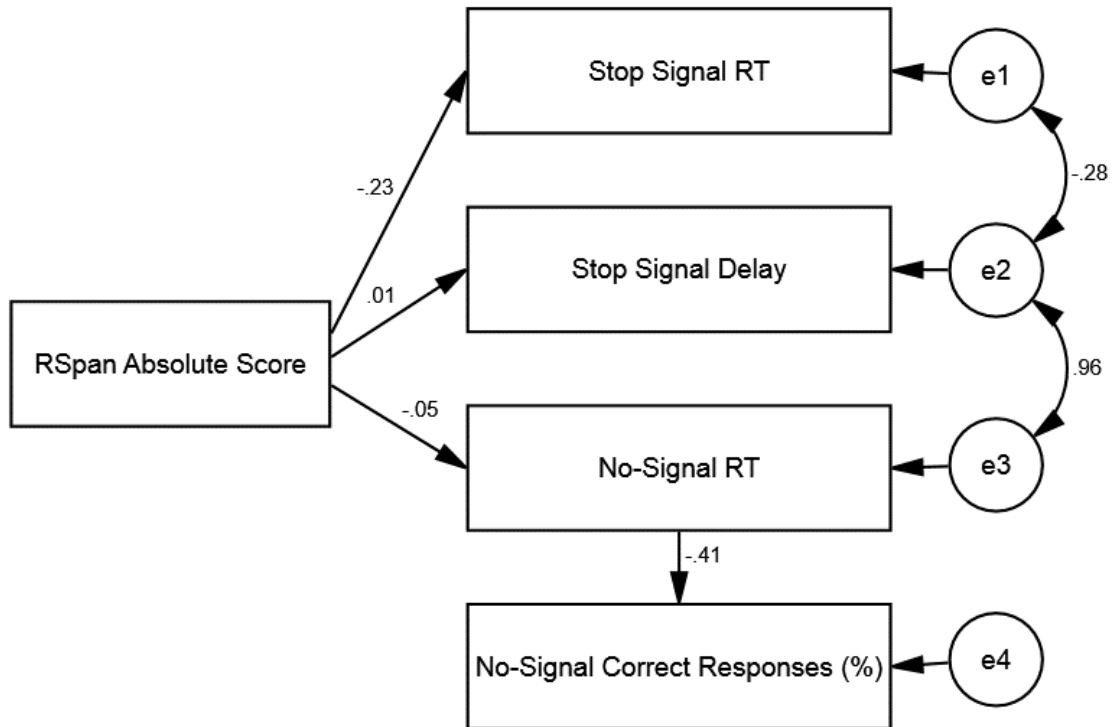 Stop Signal RT
e1
-.23
-.28
Stop Signal Delay
e2
.01
RSpan Absolute Score
.96
-.05
No-Signal RT
e3
-.41
No-Signal Correct Responses (%)
e4